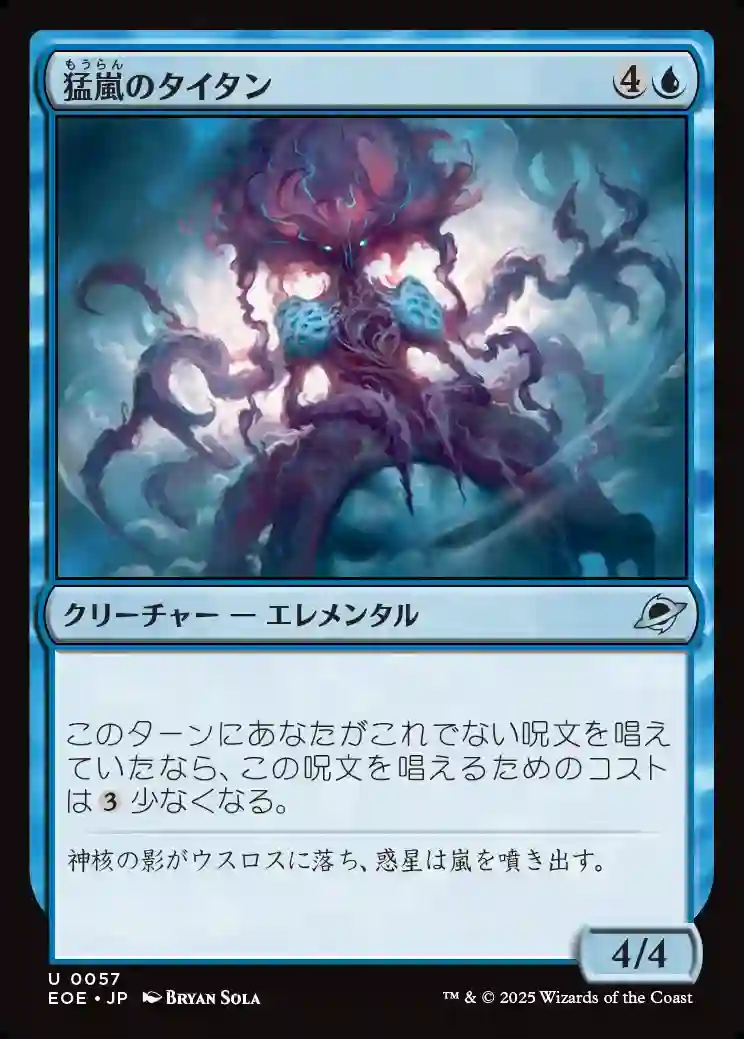 もうらん
猛嵐のタイタン 4
クリーチャー — エレメンタル
このターンにあなたがこれでない呪文を唱え
ていたなら、この呪文を唱えるためのコスト
は 3 少なくなる。
神核の影がウスロスに落ち、惑星は嵐を噴き出す。
4/4
U 0057
EOE • JP BRYAN SOLA
™ & © 2025 Wizards of the Coast